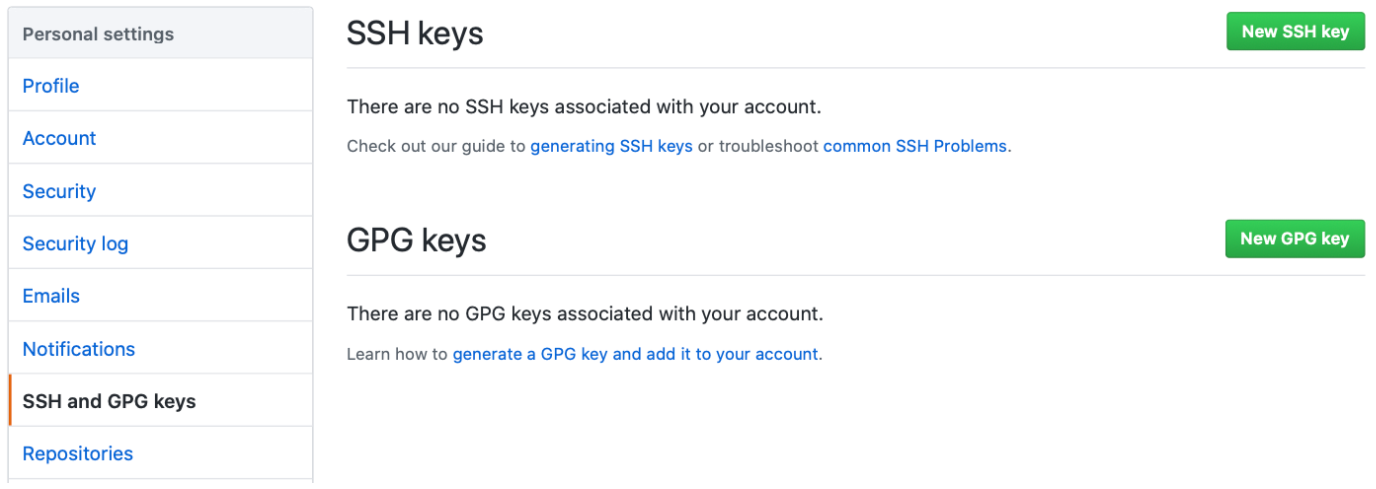 Personal settings
Profile
Account
Security
Security log
Emails
Notifications
SSH and GPG keys
Repositories
SSH keys
New SSH key
There are no SSH keys associated with your account.
Check out our guide to generating SSH keys or troubleshoot common SSH Problems.
GPG keys
New GPG key
There are no GPG keys associated with your account.
Learn how to generate a GPG key and add it to your account.